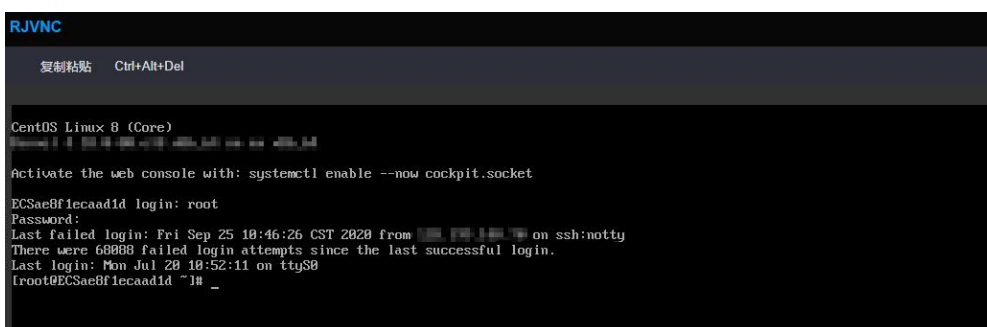 RJVNC
复制粘贴 Ctrl+Alt+Del
CentOS Linux 8 (Core)
Activate the web console with: systemctl enable --now cockpit.socket
ECSae8f1ecaad1d login: root
Password:
Last failed login: Fri Sep 25 10:46:26 CST 2020 from on ssh:notty
There were 68088 failed login attempts since the last successful login.
Last login: Mon Jul 20 10:52:11 on ttyS0
[root@ECSae8f1ecaad1d ~]# _